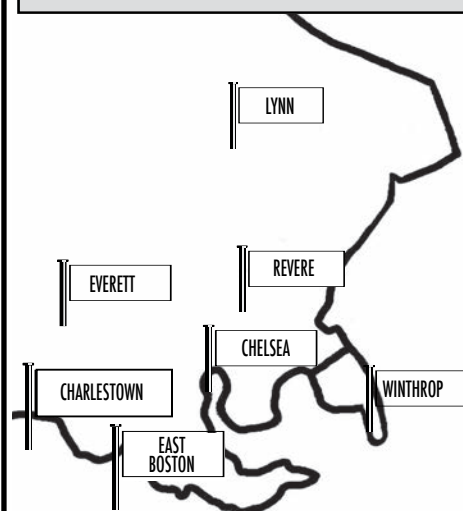 LYNN
REVERE
EVERETT
CHELSEA
CHARLESTOWN
WINTHROP
EAST
BOSTON